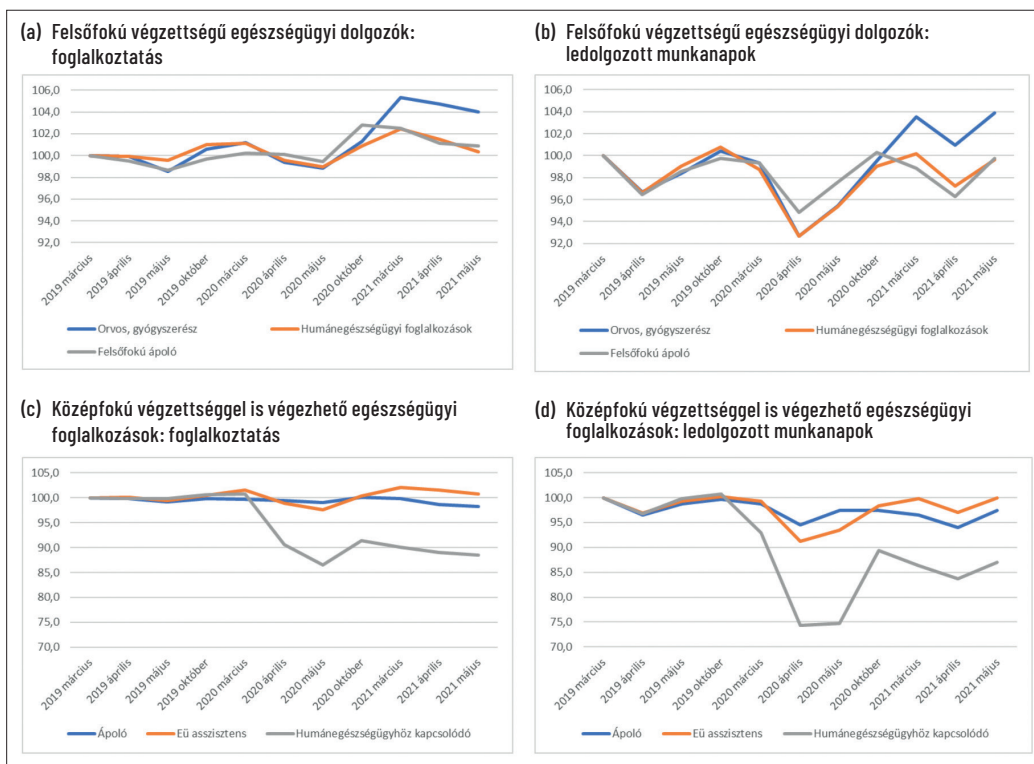 (a) Felsőfokú végzettségű egészségügyi dolgozók:
foglalkoztatás
106,0
104,0
102,0
100,0
98,0
96,0
94,0
92,0
2019 március
2019 április
2019 május
2019 október
2020 március
2020 április
2020 május
2020 október
2021 március
2021 április
2021 május
Orvos, gyógyszerész
Humánegészségügyi foglalkozások
Felsőfokú ápoló
(b) Felsőfokú végzettségű egészségügyi dolgozók:
ledolgozott munkanapok
106,0
104,0
102,0
100,0
98,0
96,0
94,0
92,0
2019 március
2019 április
2019 május
2019 október
2020 március
2020 április
2020 május
2020 október
2021 március
2021 április
2021 május
Orvos, gyógyszerész
Humánegészségügyi foglalkozások
Felsőfokú ápoló
(c) Középfokú végzettséggel is végezhető egészségügyi
foglalkozások: foglalkoztatás
105,0
100,0
95,0
90,0
85,0
80,0
75,0
70,0
2019 március
2019 április
2019 május
2019 október
2020 március
2020 április
2020 május
2020 október
2021 március
2021 április
2021 május
Ápoló
Eü asszisztens
Humánegészségügyhöz kapcsolódó
(d) Középfokú végzettséggel is végezhető egészségügyi
foglalkozások: ledolgozott munkanapok
105,0
100,0
95,0
90,0
85,0
80,0
75,0
70,0
2019 március
2019 április
2019 május
2019 október
2020 március
2020 április
2020 május
2020 október
2021 március
2021 április
2021 május
Ápoló
Eü asszisztens
Humánegészségügyhöz kapcsolódó